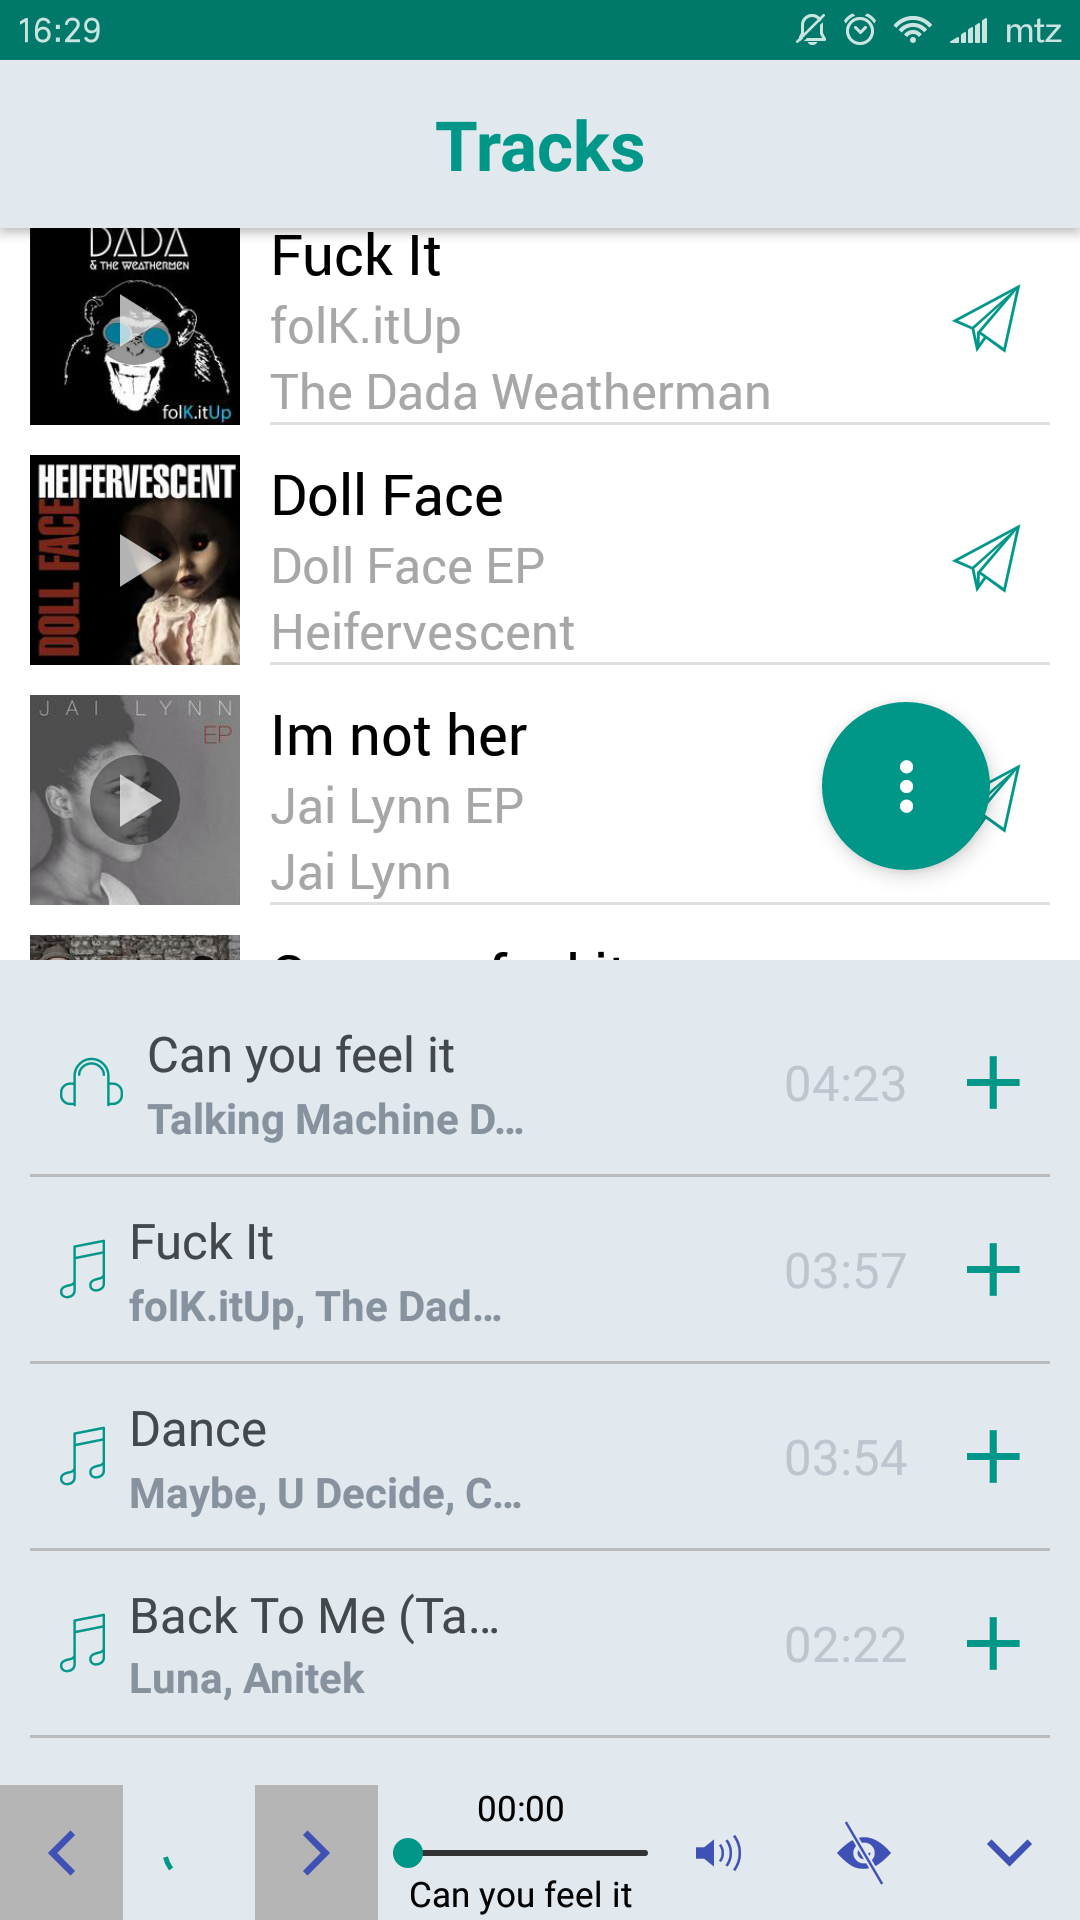 16:29
mtz
Tracks
DADA
& THE WEATHERMEN
folK.itUp
Fuck It
folK.itUp
The Dada Weatherman
HEIFERVESCENT
DOLL FACE
Doll Face
Doll Face EP
Heifervescent
JAI LYNN
EP
Im not her
Jai Lynn EP
Jai Lynn
Can you feel it
Talking Machine D...
04:23
Fuck It
folK.itUp, The Dad...
03:57
Dance
Maybe, U Decide, C...
03:54
Back To Me (Ta...
Luna, Anitek
02:22
00:00
Can you feel it